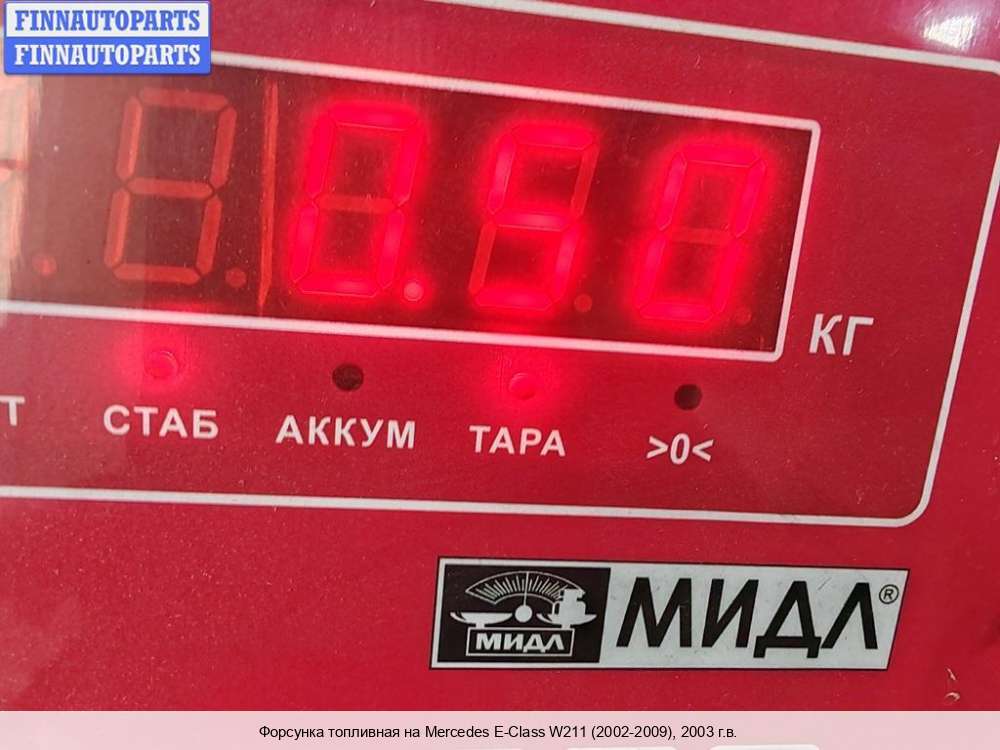 FINNAUTOPARTS
FINNAUTOPARTS
0.50
КГ
Т СТАБ АККУМ ТАРА >0<
МИДЛ МИДЛ®
Форсунка топливная на Mercedes E-Class W211 (2002-2009), 2003 г.в.